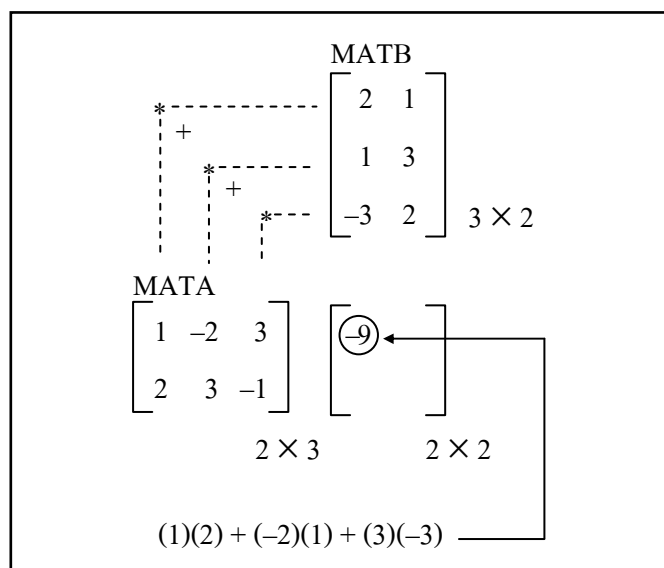 MATB
* 2 1
+
* 1 3
+
* –3 2 3 × 2
MATA
1 –2 3 –9
2 3 –1
2 × 3 2 × 2
(1)(2) + (–2)(1) + (3)(–3)